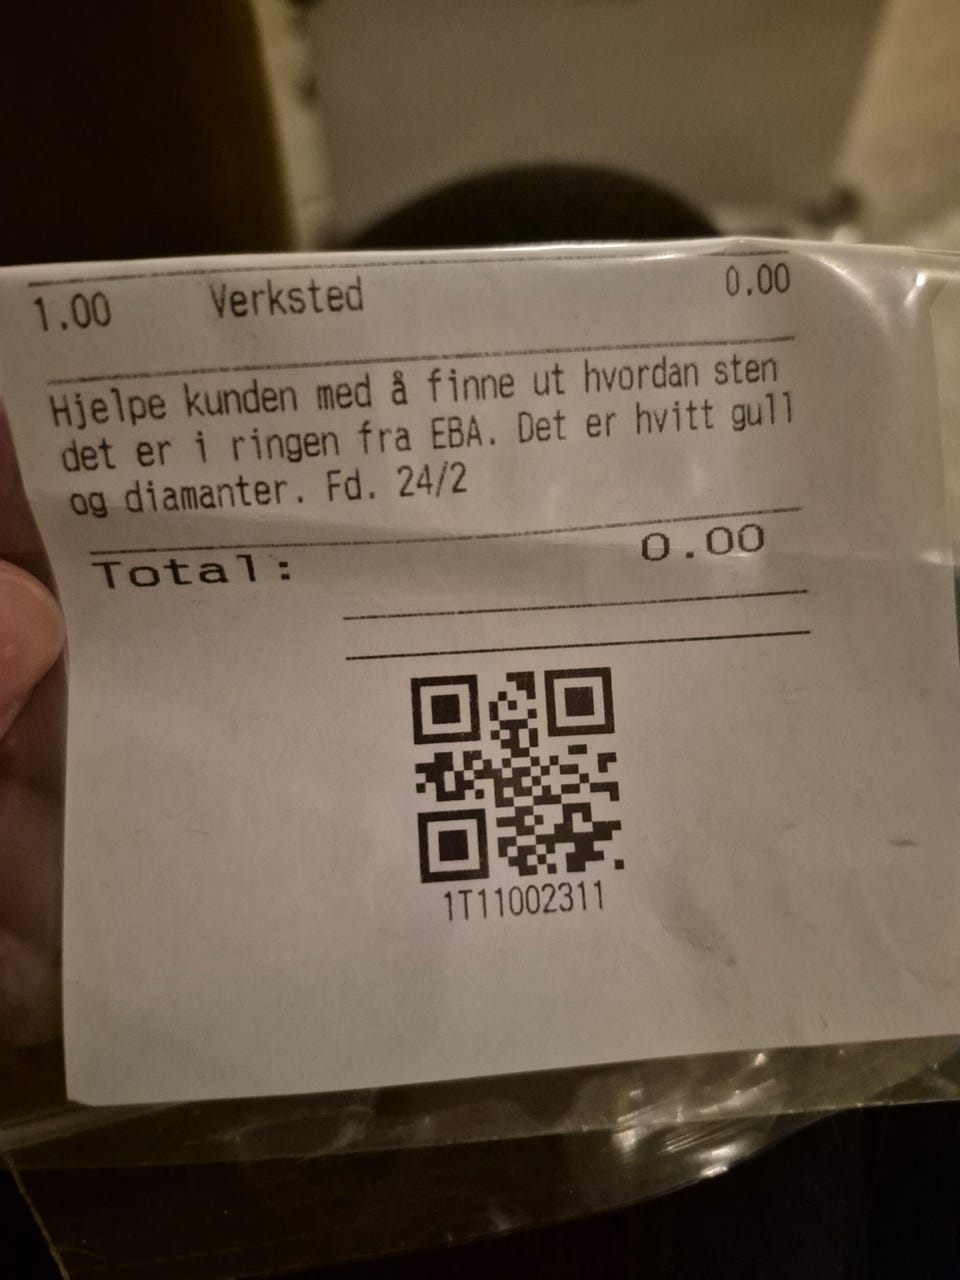 1.00 Verksted 0.00
Hjelpe kunden med å finne ut hvordan sten
det er i ringen fra EBA. Det er hvitt gull
og diamanter. Fd. 24/2
Total: 0.00
1T11002311